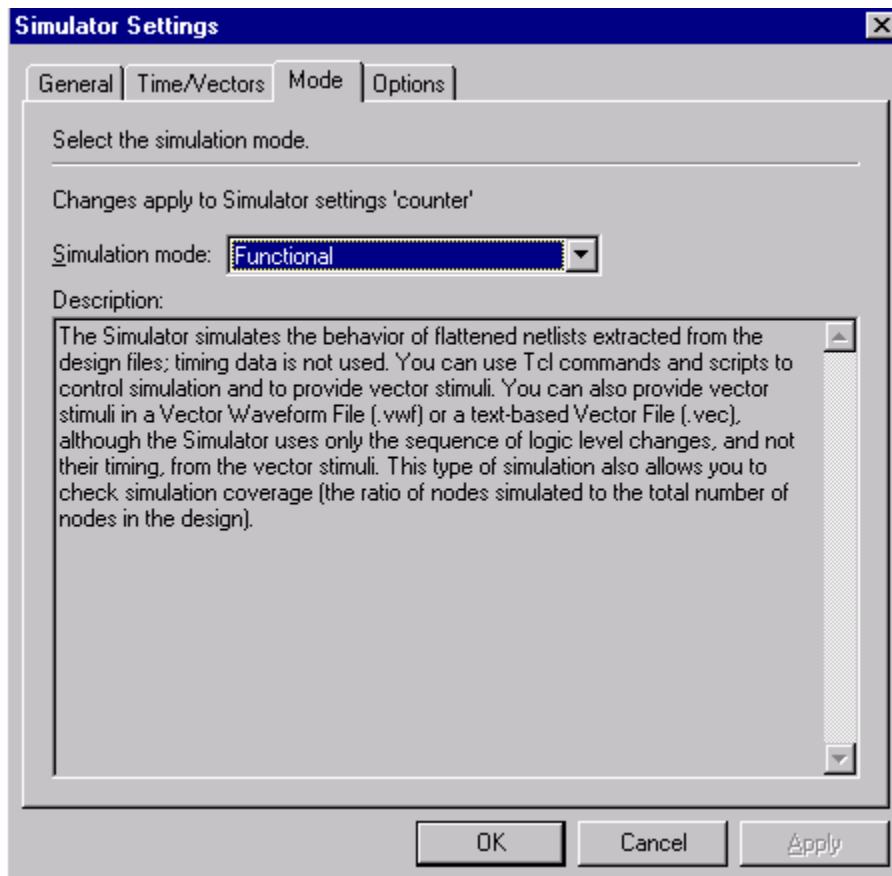 Simulator Settings
General Time/Vectors Mode Options
Select the simulation mode.
Changes apply to Simulator settings 'counter'
Simulation mode: Functional
Description:
The Simulator simulates the behavior of flattened netlists extracted from the
design files; timing data is not used. You can use Tcl commands and scripts to
control simulation and to provide vector stimuli. You can also provide vector
stimuli in a Vector Waveform File (.vwf) or a text-based Vector File (.vec),
although the Simulator uses only the sequence of logic level changes, and not
their timing, from the vector stimuli. This type of simulation also allows you to
check simulation coverage (the ratio of nodes simulated to the total number of
nodes in the design).
OK Cancel Apply